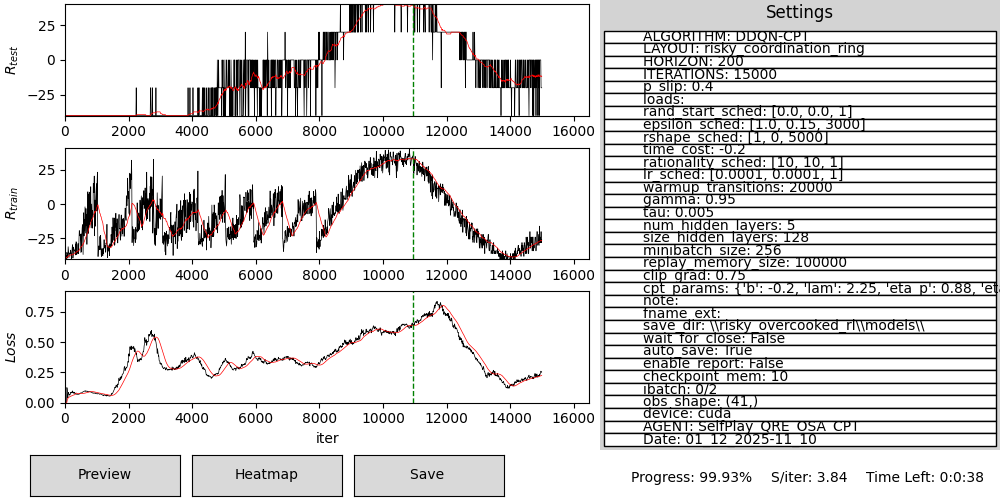 25
0
−25
R_test
0 2000 4000 6000 8000 10000 12000 14000 16000
25
0
−25
R_train
0 2000 4000 6000 8000 10000 12000 14000 16000
0.75
0.50
0.25
0.00
Loss
0 2000 4000 6000 8000 10000 12000 14000 16000
iter
Preview
Heatmap
Save
Settings
ALGORITHM: DDQN-CPT
LAYOUT: risky_coordination_ring
HORIZON: 200
ITERATIONS: 15000
p_slip: 0.4
loads:
rand_start_sched: [0.0, 0.0, 1]
epsilon_sched: [1.0, 0.15, 3000]
rshape_sched: [1, 0, 5000]
time_cost: -0.2
rationality_sched: [10, 10, 1]
lr_sched: [0.0001, 0.0001, 1]
warmup_transitions: 20000
gamma: 0.95
tau: 0.005
num_hidden_layers: 5
size_hidden_layers: 128
minibatch_size: 256
replay_memory_size: 100000
clip_grad: 0.75
cpt_params: {'b': -0.2, 'lam': 2.25, 'eta_p': 0.88, 'eta
note:
fname_ext:
save_dir: \\risky_overcooked_rl\\models\\
wait_for_close: False
auto_save: True
enable_report: False
checkpoint_mem: 10
ibatch: 0/2
obs_shape: (41,)
device: cuda
AGENT: SelfPlay_QRE_OSA_CPT
Date: 01_12_2025-11_10
Progress: 99.93% S/iter: 3.84 Time Left: 0:0:38